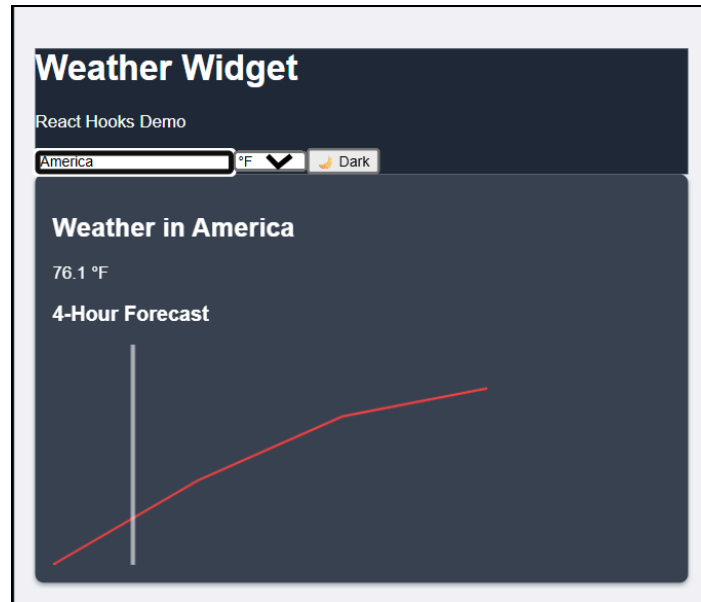 Weather Widget
React Hooks Demo
America °F 🌙 Dark
Weather in America
76.1 °F
4-Hour Forecast